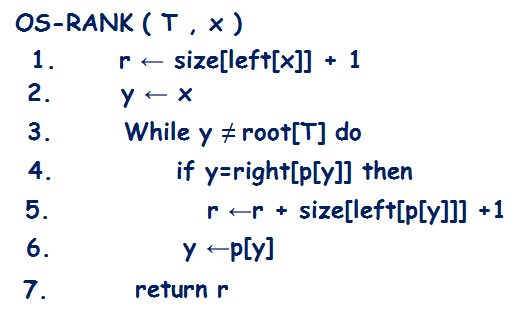 OS-RANK ( T , x )
1. r ← size[left[x]] + 1
2. y ← x
3. While y ≠ root[T] do
4. if y=right[p[y]] then
5. r ←r + size[left[p[y]]] +1
6. y ←p[y]
7. return r